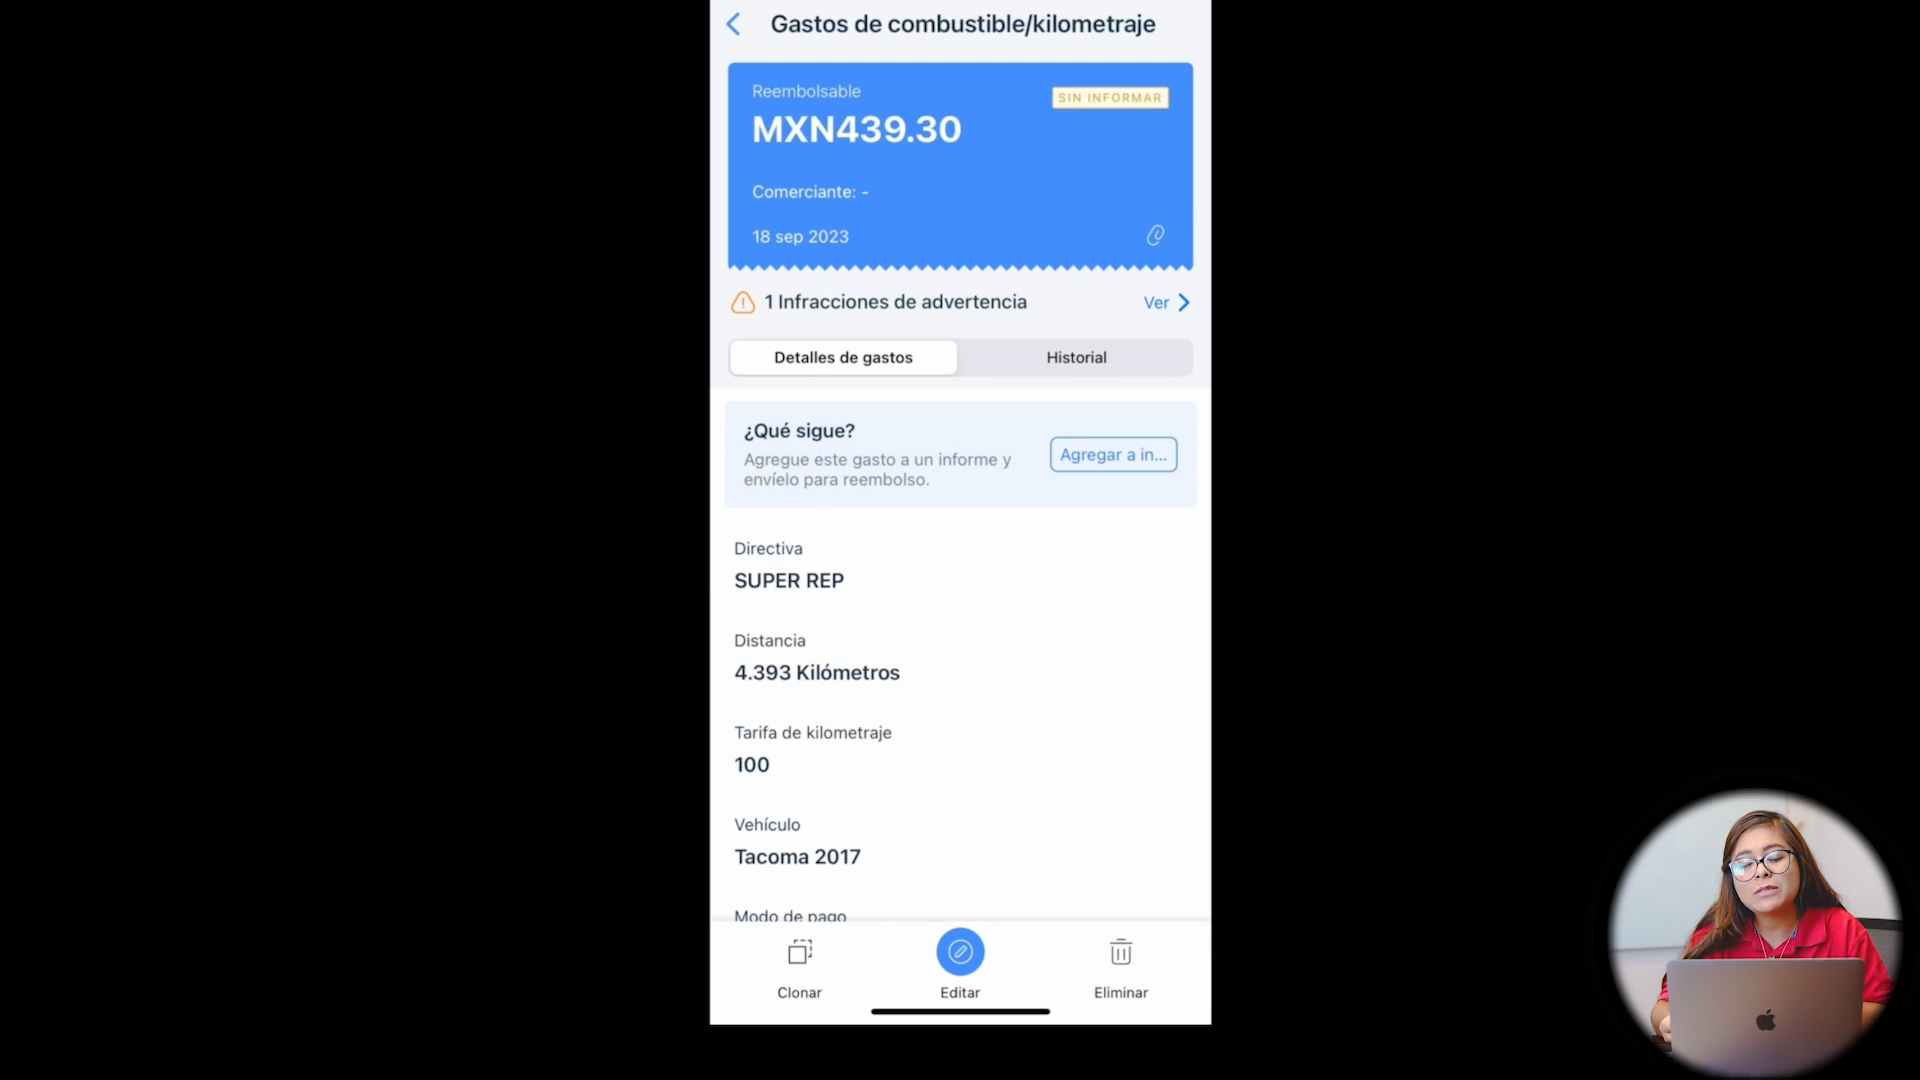 Gastos de combustible/kilometraje
Reembolsable
SIN INFORMAR
MXN439.30
Comerciante: -
18 sep 2023
1 Infracciones de advertencia
Ver
Detalles de gastos
Historial
¿Qué sigue?
Agregue este gasto a un informe y
envíelo para reembolso.
Agregar a in...
Directiva
SUPER REP
Distancia
4.393 Kilómetros
Tarifa de kilometraje
100
Vehículo
Tacoma 2017
Modo de pago
Clonar
Editar
Eliminar